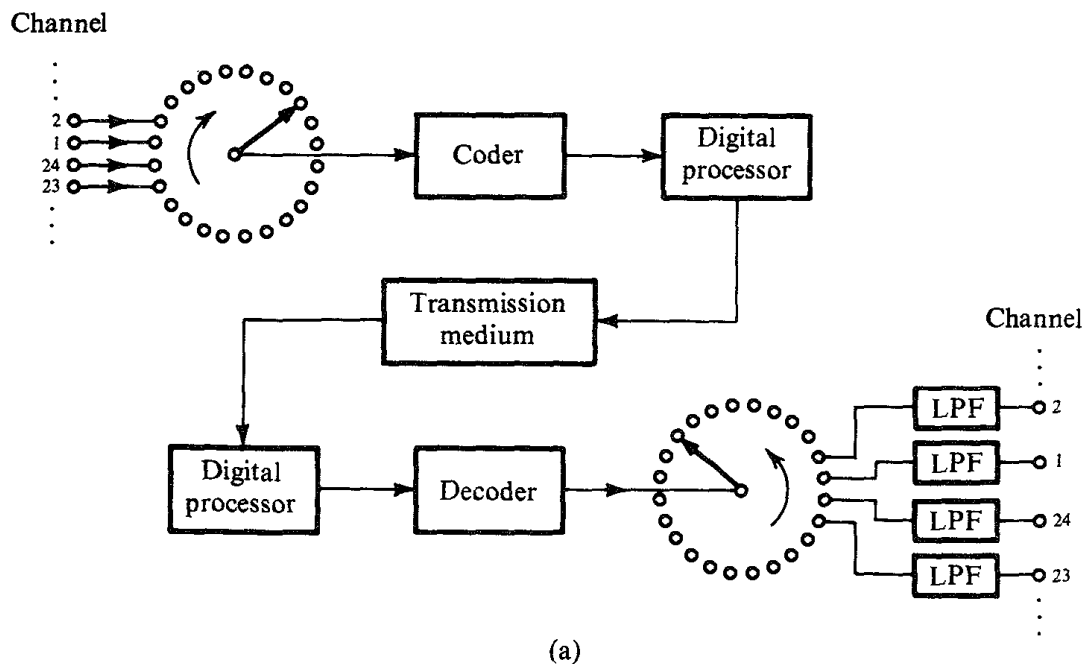 Channel
2
1
24
23
Coder
Digital
processor
Transmission
medium
Channel
LPF
2
LPF
1
LPF
24
LPF
23
Digital
processor
Decoder
(a)